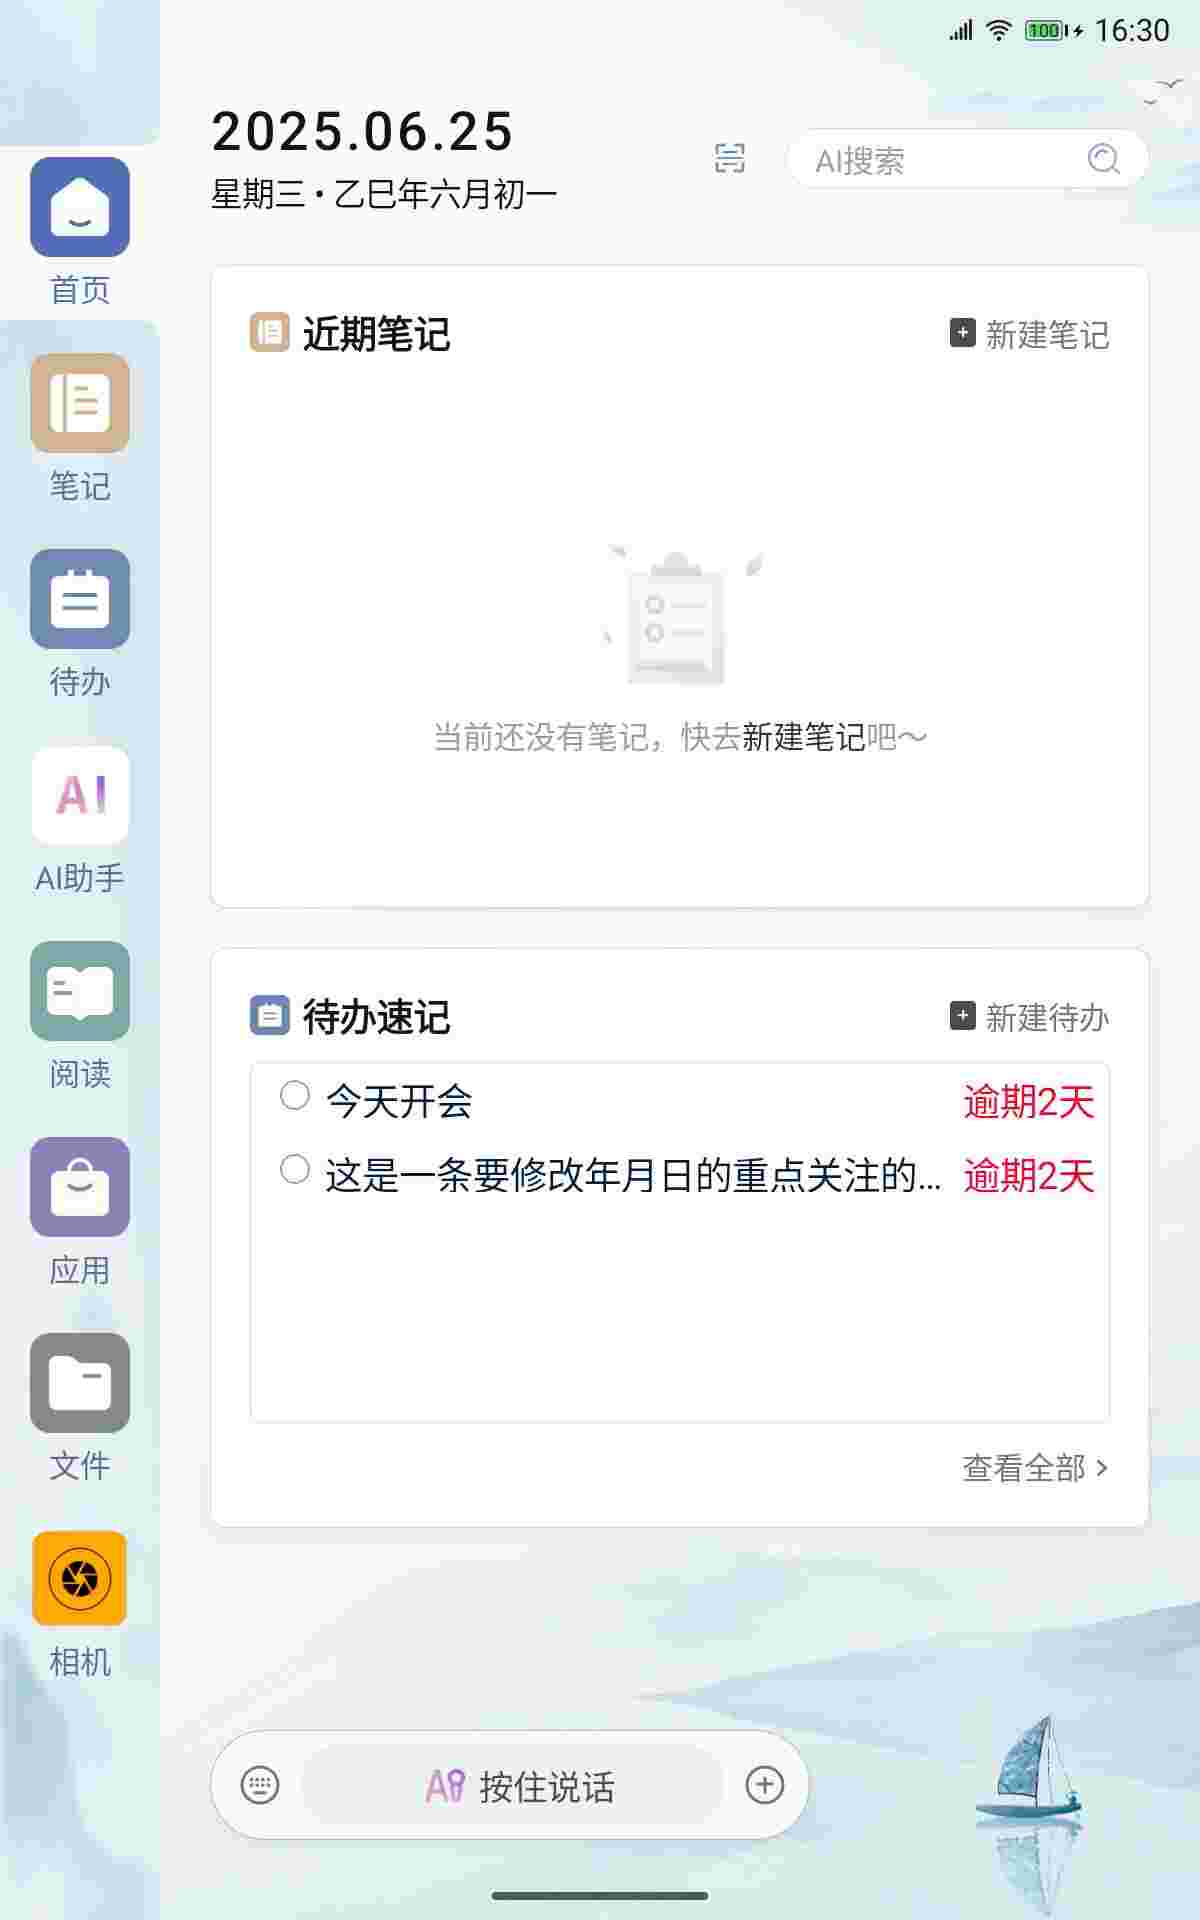 100 16:30
2025.06.25
星期三·乙巳年六月初一
AI搜索
首页
笔记
待办
AI
AI助手
阅读
应用
文件
相机
近期笔记
新建笔记
当前还没有笔记，快去新建笔记吧～
待办速记
新建待办
今天开会 逾期2天
这是一条要修改年月日的重点关注的... 逾期2天
查看全部
AI 按住说话